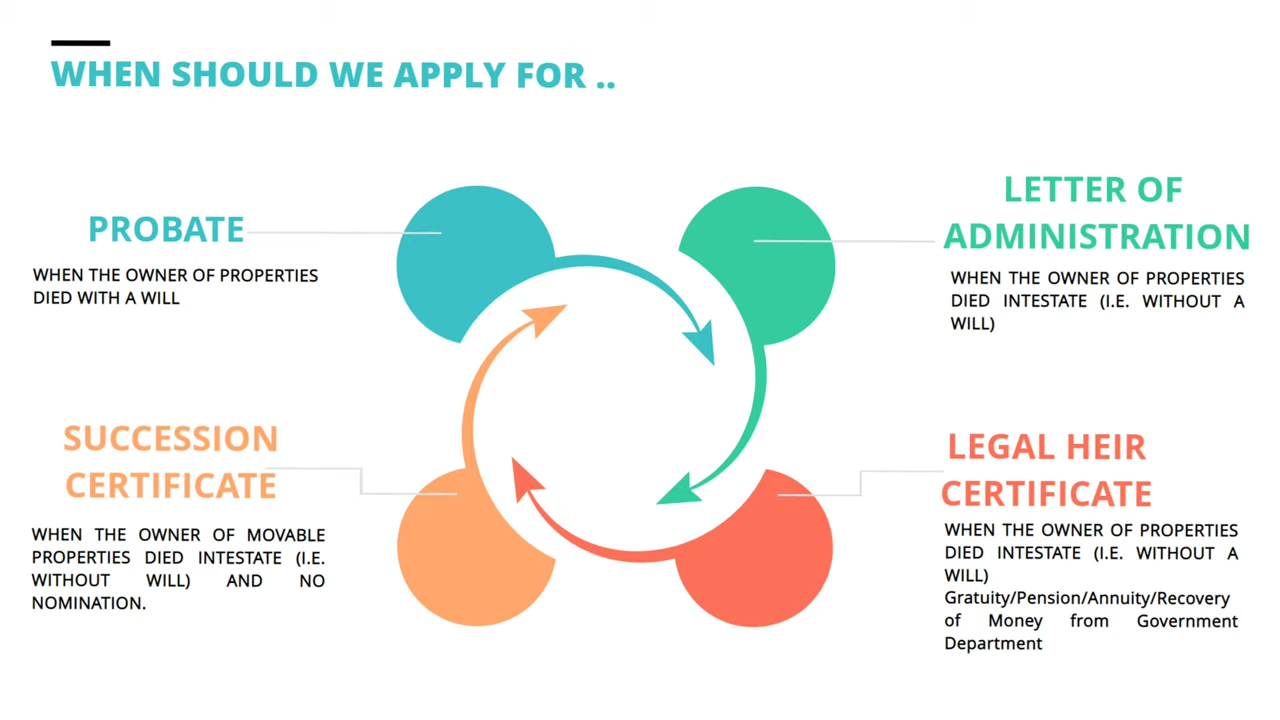 WHEN SHOULD WE APPLY FOR ..
PROBATE
WHEN THE OWNER OF PROPERTIES
DIED WITH A WILL
LETTER OF
ADMINISTRATION
WHEN THE OWNER OF PROPERTIES
DIED INTESTATE (I.E. WITHOUT A
WILL)
SUCCESSION
CERTIFICATE
WHEN THE OWNER OF MOVABLE
PROPERTIES DIED INTESTATE (I.E.
WITHOUT WILL) AND NO
NOMINATION.
LEGAL HEIR
CERTIFICATE
WHEN THE OWNER OF PROPERTIES
DIED INTESTATE (I.E. WITHOUT A
WILL)
Gratuity/Pension/Annuity/Recovery
of Money from Government
Department